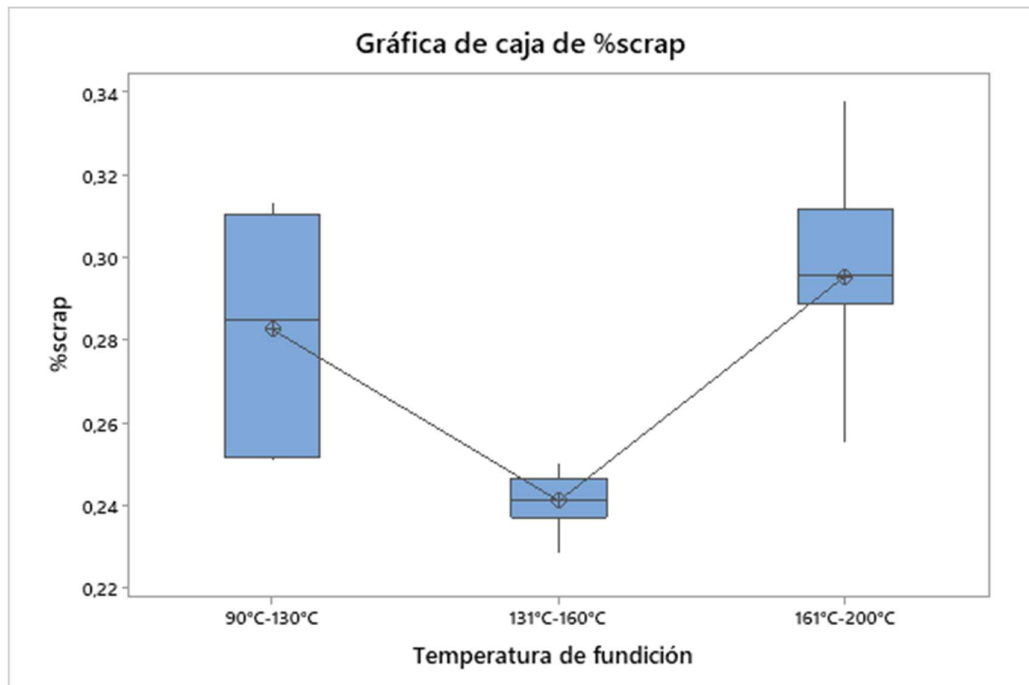 Gráfica de caja de %scrap
0,34
0,32
0,30
0,28
0,26
0,24
0,22
%scrap
90°C-130°C 131°C-160°C 161°C-200°C
Temperatura de fundición